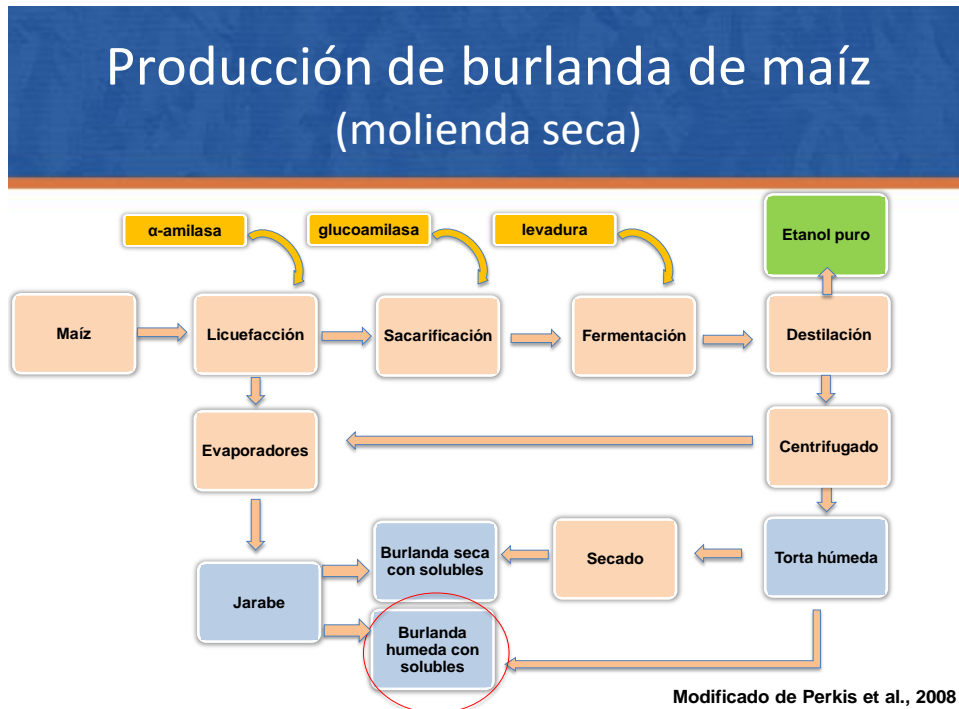 Producción de burlanda de maíz
(molienda seca)
α-amilasa
glucoamilasa
levadura
Etanol puro
Maíz
Licuefacción
Sacarificación
Fermentación
Destilación
Evaporadores
Centrifugado
Burlanda seca
con solubles
Secado
Torta húmeda
Jarabe
Burlanda
humeda con
solubles
Modificado de Perkis et al., 2008